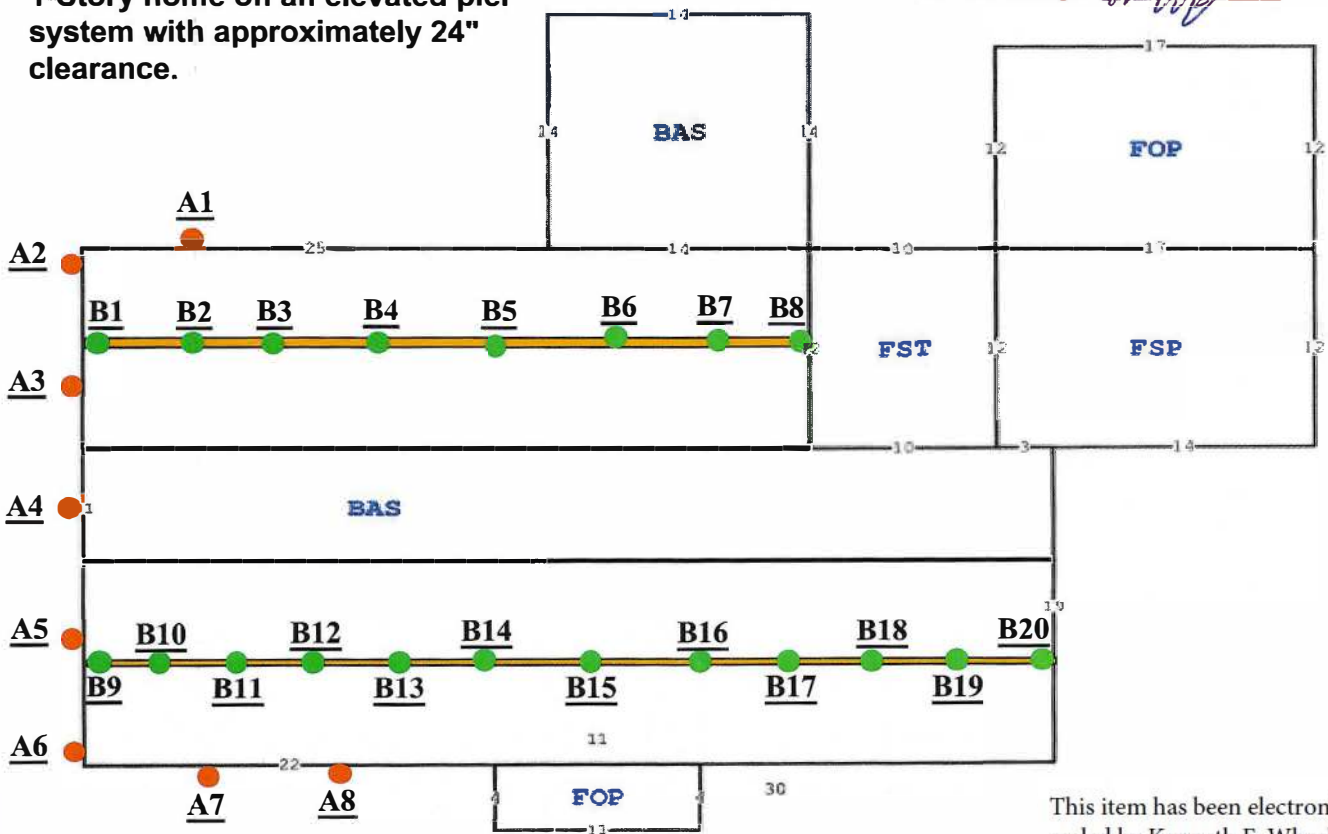 system with approximately 24"
clearance.
14
17
14
BAS
14
12
FOP
12
A1
A2
25
14
10
17
B1
B2
B3
B4
B5
B6
B7
B8
FST
12
FSP
12
A3
10
3
14
A4
1
BAS
19
A5
B10
B12
B14
B16
B18
B20
B9
B11
B13
B15
B17
B19
A6
11
22
A7
A8
4
FOP
4
30
11
This item has been electron